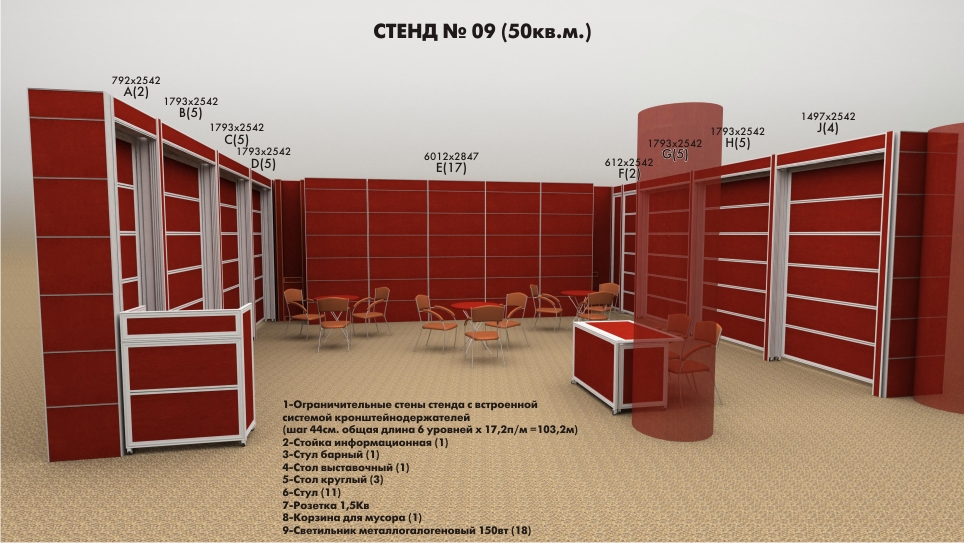 СТЕНД № 09 (50кв.м.)
792x2542
A(2)
1793x2542
B(5)
1793x2542
C(5)
1793x2542
D(5)
6012x2847
E(17)
612x2542
F(2)
1793x2542
G(5)
1793x2542
H(5)
1497x2542
J(4)
1-Ограничительные стены стенда с встроенной
системой кронштейнодержателей
(шаг 44см. общая длина 6 уровней х 17,2п/м =103,2м)
2-Стойка информационная (1)
3-Стул барный (1)
4-Стол выставочный (1)
5-Стол круглый (3)
6-Стул (11)
7-Розетка 1,5Кв
8-Корзина для мусора (1)
9-Светильник металлогалогеновый 150вт (18)